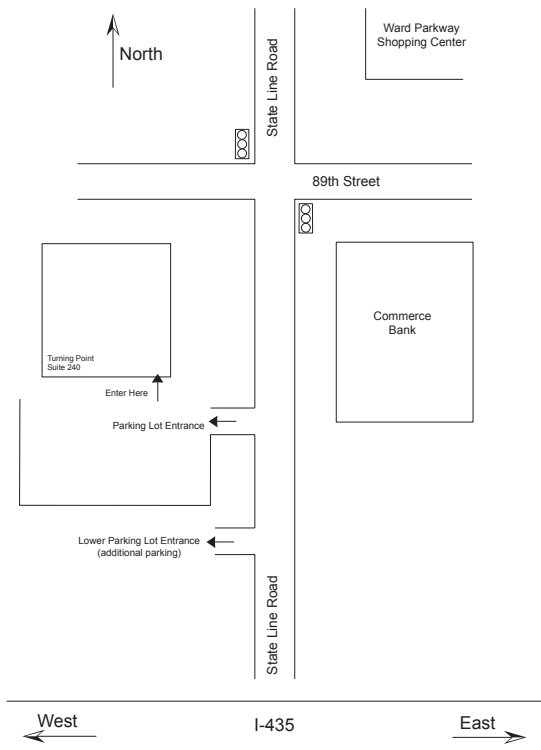 Ward Parkway
Shopping Center
North
State Line Road
89th Street
Commerce
Bank
Turning Point
Suite 240
Enter Here
Parking Lot Entrance
Lower Parking Lot Entrance
(additional parking)
State Line Road
West
I-435
East